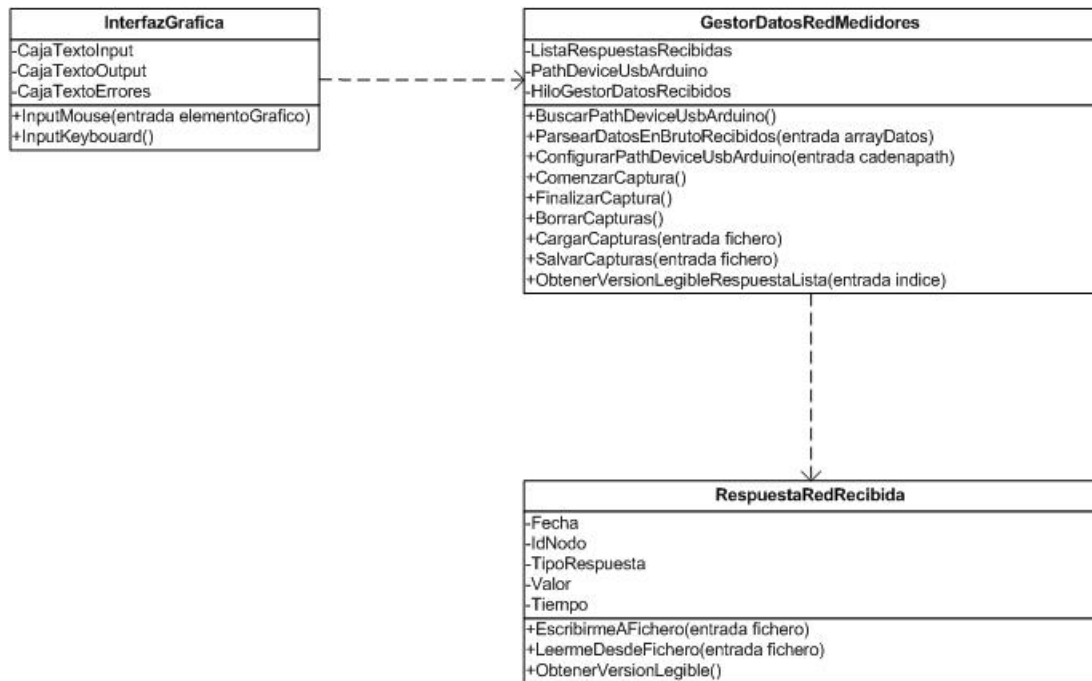 InterfazGrafica
-CajaTextoInput
-CajaTextoOutput
-CajaTextoErrores
+InputMouse(entrada elementoGrafico)
+InputKeybouard()
GestorDatosRedMedidores
-ListaRespuestasRecibidas
-PathDeviceUsbArduino
-HiloGestorDatosRecibidos
+BuscarPathDeviceUsbArduino()
+ParsearDatosEnBrutoRecibidos(entrada arrayDatos)
+ConfigurarPathDeviceUsbArduino(entrada cadenapath)
+ComenzarCaptura()
+FinalizarCaptura()
+BorrarCapturas()
+CargarCapturas(entrada fichero)
+SalvarCapturas(entrada fichero)
+ObtenerVersionLegibleRespuestaLista(entrada indice)
RespuestaRedRecibida
-Fecha
-IdNodo
-TipoRespuesta
-Valor
-Tiempo
+EscribirmeAFichero(entrada fichero)
+LeermeDesdeFichero(entrada fichero)
+ObtenerVersionLegible()